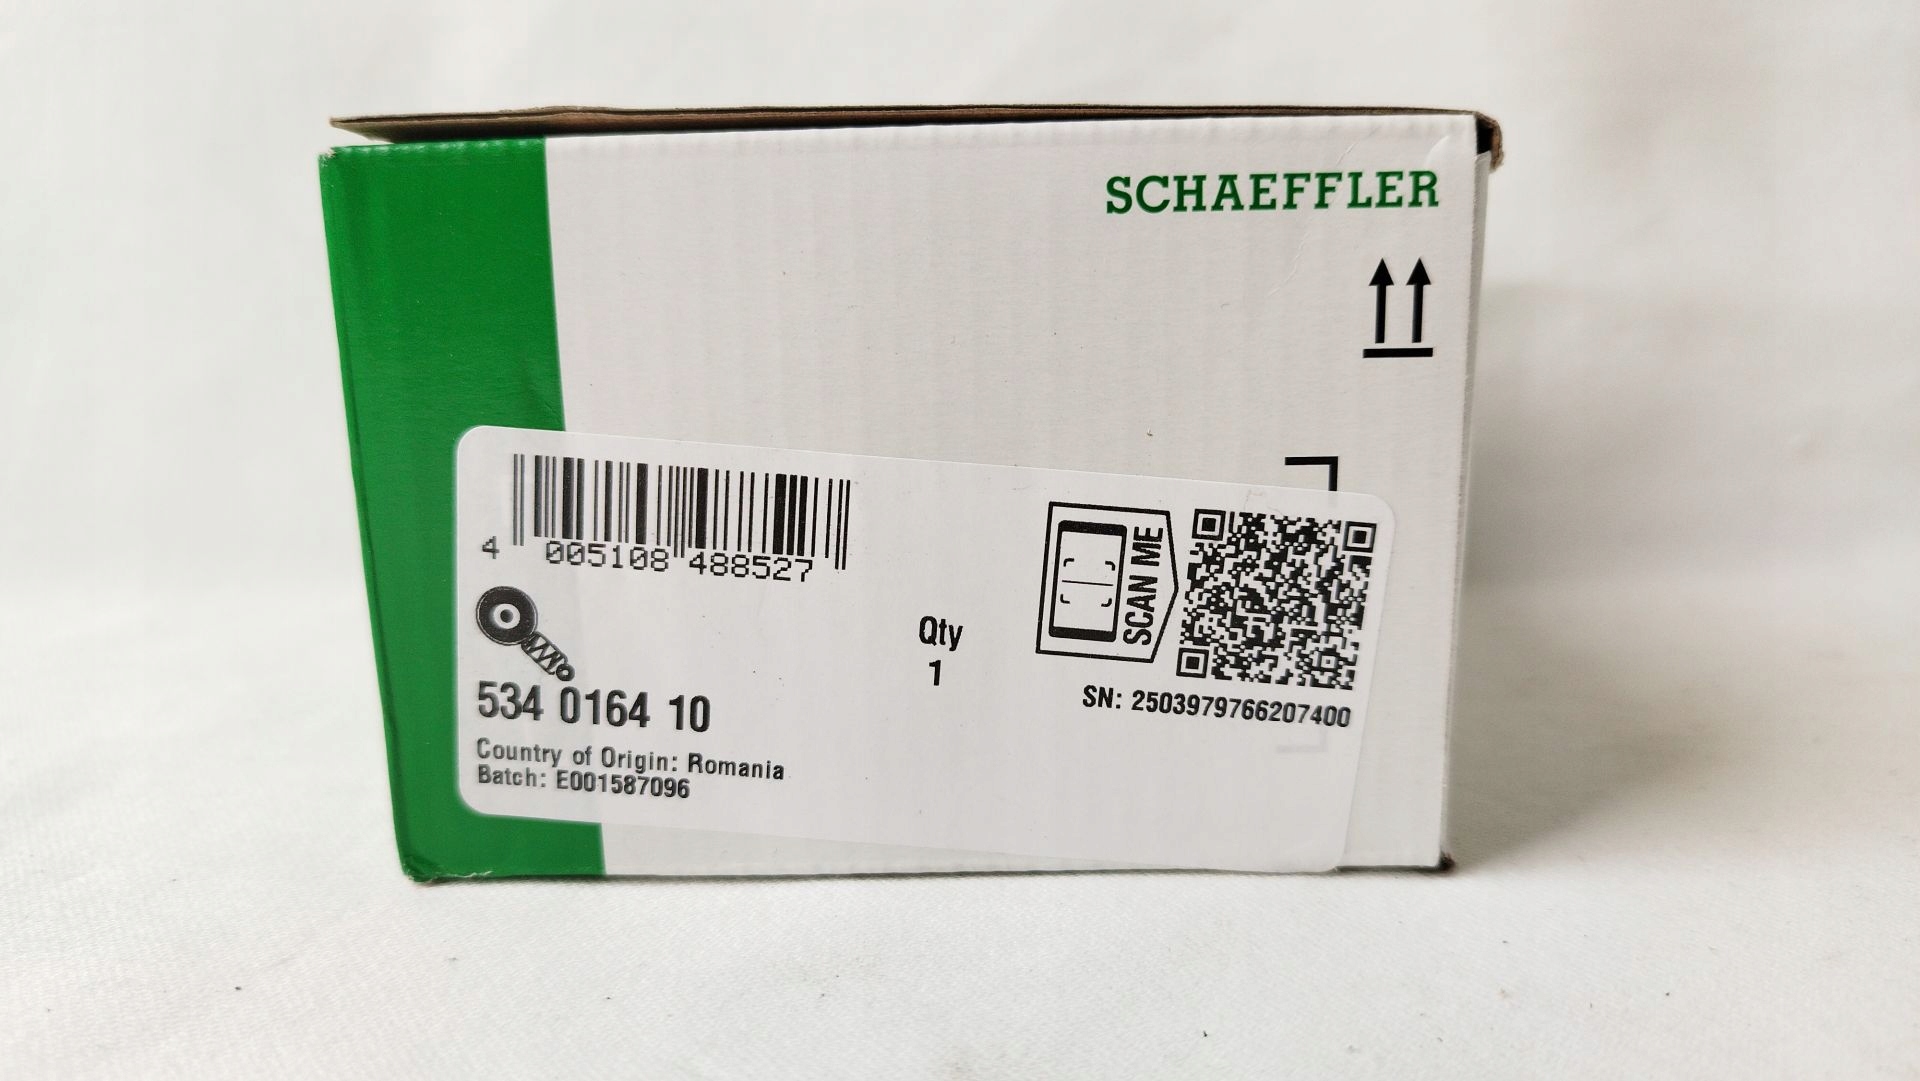 SCHAEFFLER
4 005108 488527
SCAN ME
Qty
1
534 0164 10
SN: 2503979766207400
Country of Origin: Romania
Batch: E001587096